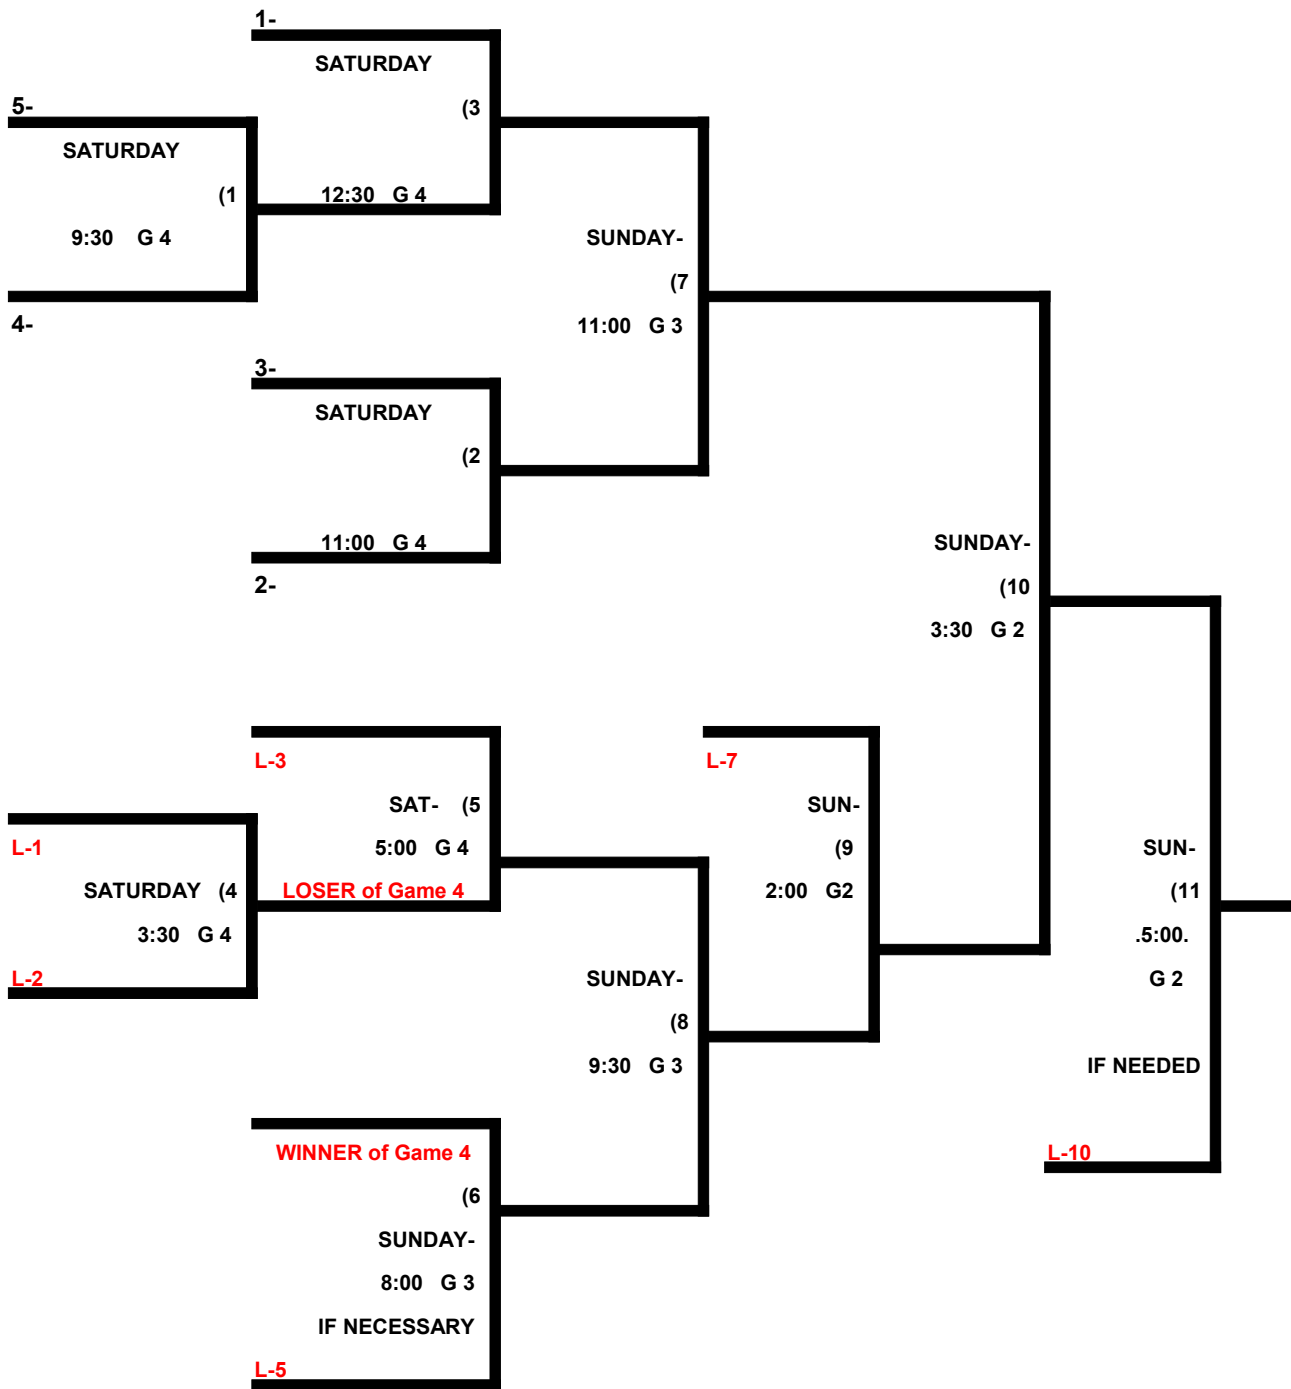 1-
SATURDAY
(3
12:30 G 4
5-
SATURDAY
(1
9:30 G 4
4-
SUNDAY-
(7
11:00 G 3
3-
SATURDAY
(2
11:00 G 4
2-
SUNDAY-
(10
3:30 G 2
L-3
SAT- (5
5:00 G 4
LOSER of Game 4
L-1
SATURDAY (4
3:30 G 4
L-2
L-7
SUN-
(9
2:00 G2
SUNDAY-
(8
9:30 G 3
SUN-
(11
.5:00.
G 2
IF NEEDED
L-10
WINNER of Game 4
(6
SUNDAY-
8:00 G 3
IF NECESSARY
L-5